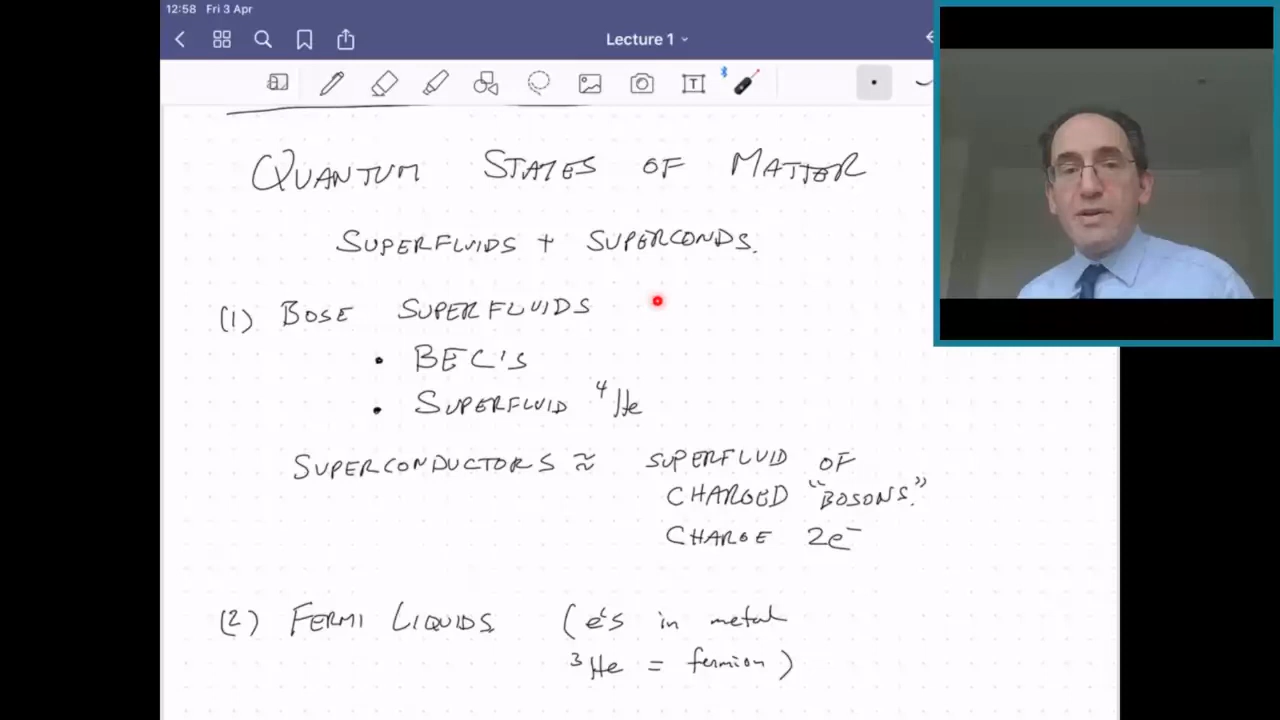 12:58 Fri 3 Apr
Lecture 1
T
QUANTUM STATES OF MATTER
SUPERFLUIDS + SUPERCONDS.
(1) BOSE SUPERFLUIDS
• BEC'S
• SUPERFLUID ⁴He
SUPERCONDUCTORS ≈ SUPERFLUID OF
CHARGED "BOSONS."
CHARGE 2e⁻
(2) FERMI LIQUIDS (e⁻'s in metal
³He = fermion)